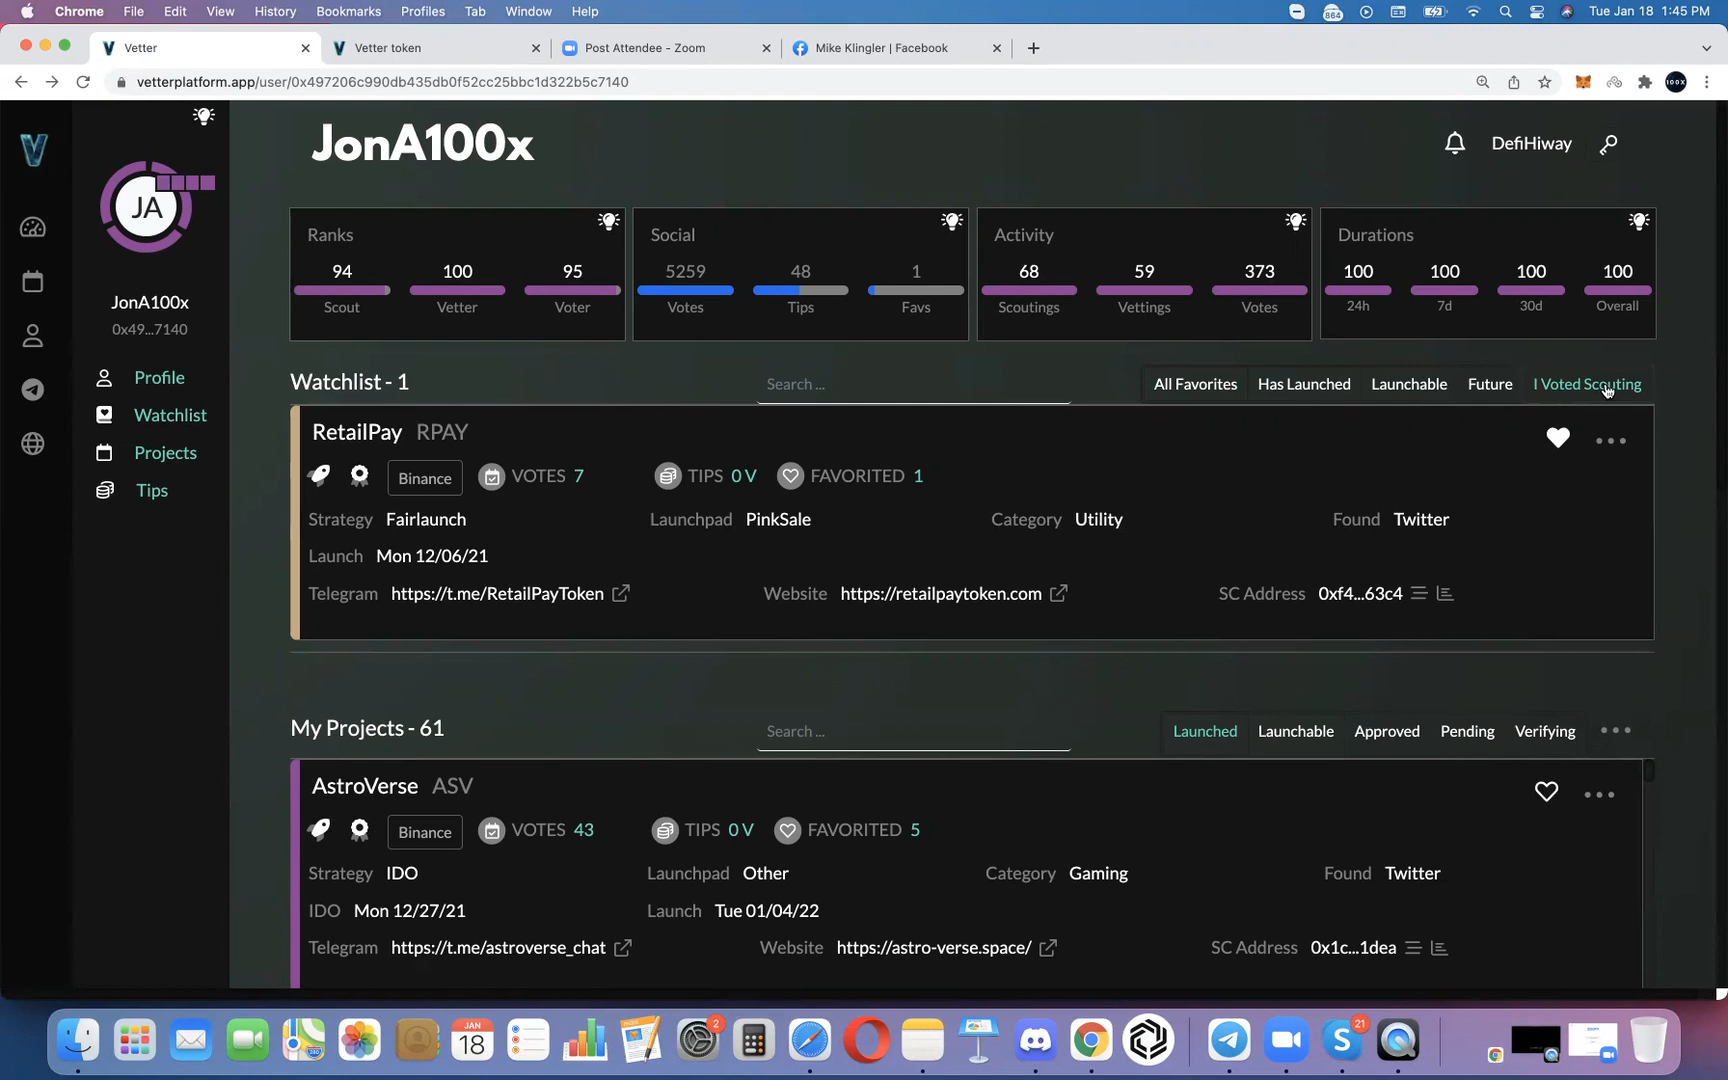 Chrome File Edit View History Bookmarks Profiles Tab Window Help 864 Tue Jan 18 1:45 PM
Vetter Vetter token Post Attendee - Zoom Mike Klingler | Facebook
vetterplatform.app/user/0x497206c990db435db0f52cc25bbc1d322b5c7140 100X
V
JA
JonA100x
0x49...7140
Profile
Watchlist
Projects
Tips
JonA100x
DefiHiway
Ranks Social Activity Durations
94 100 95 5259 48 1 68 59 373 100 100 100 100
Scout Vetter Voter Votes Tips Favs Scoutings Vettings Votes 24h 7d 30d Overall
Watchlist - 1 Search ... All Favorites Has Launched Launchable Future I Voted Scouting
RetailPay RPAY
Binance VOTES 7 TIPS 0 V FAVORITED 1
Strategy Fairlaunch Launchpad PinkSale Category Utility Found Twitter
Launch Mon 12/06/21
Telegram https://t.me/RetailPayToken Website https://retailpaytoken.com SC Address 0xf4...63c4
My Projects - 61 Search ... Launched Launchable Approved Pending Verifying
AstroVerse ASV
Binance VOTES 43 TIPS 0 V FAVORITED 5
Strategy IDO Launchpad Other Category Gaming Found Twitter
IDO Mon 12/27/21 Launch Tue 01/04/22
Telegram https://t.me/astroverse_chat Website https://astro-verse.space/ SC Address 0x1c...1dea
JAN 18 2 21